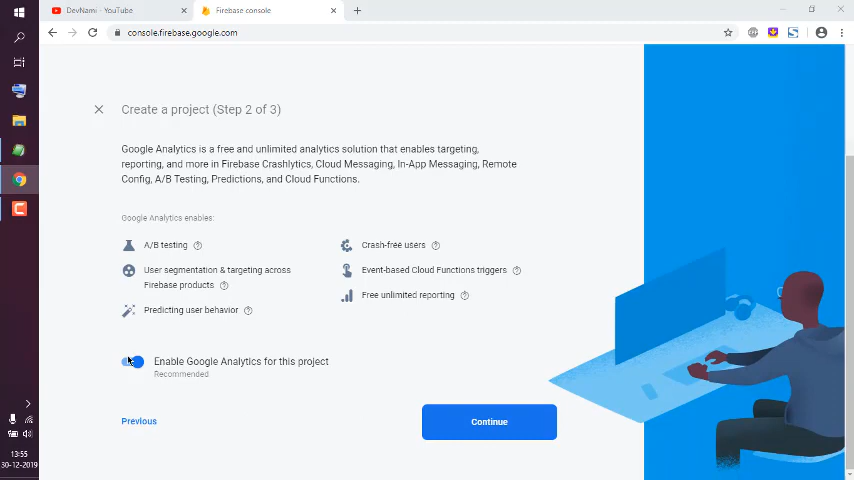 DevNami - YouTube
Firebase console
console.firebase.google.com
Create a project (Step 2 of 3)
Google Analytics is a free and unlimited analytics solution that enables targeting,
reporting, and more in Firebase Crashlytics, Cloud Messaging, In-App Messaging, Remote
Config, A/B Testing, Predictions, and Cloud Functions.
Google Analytics enables:
A/B testing
Crash-free users
User segmentation & targeting across
Firebase products
Event-based Cloud Functions triggers
Predicting user behavior
Free unlimited reporting
Enable Google Analytics for this project
Recommended
Previous
Continue
13:55
30-12-2019